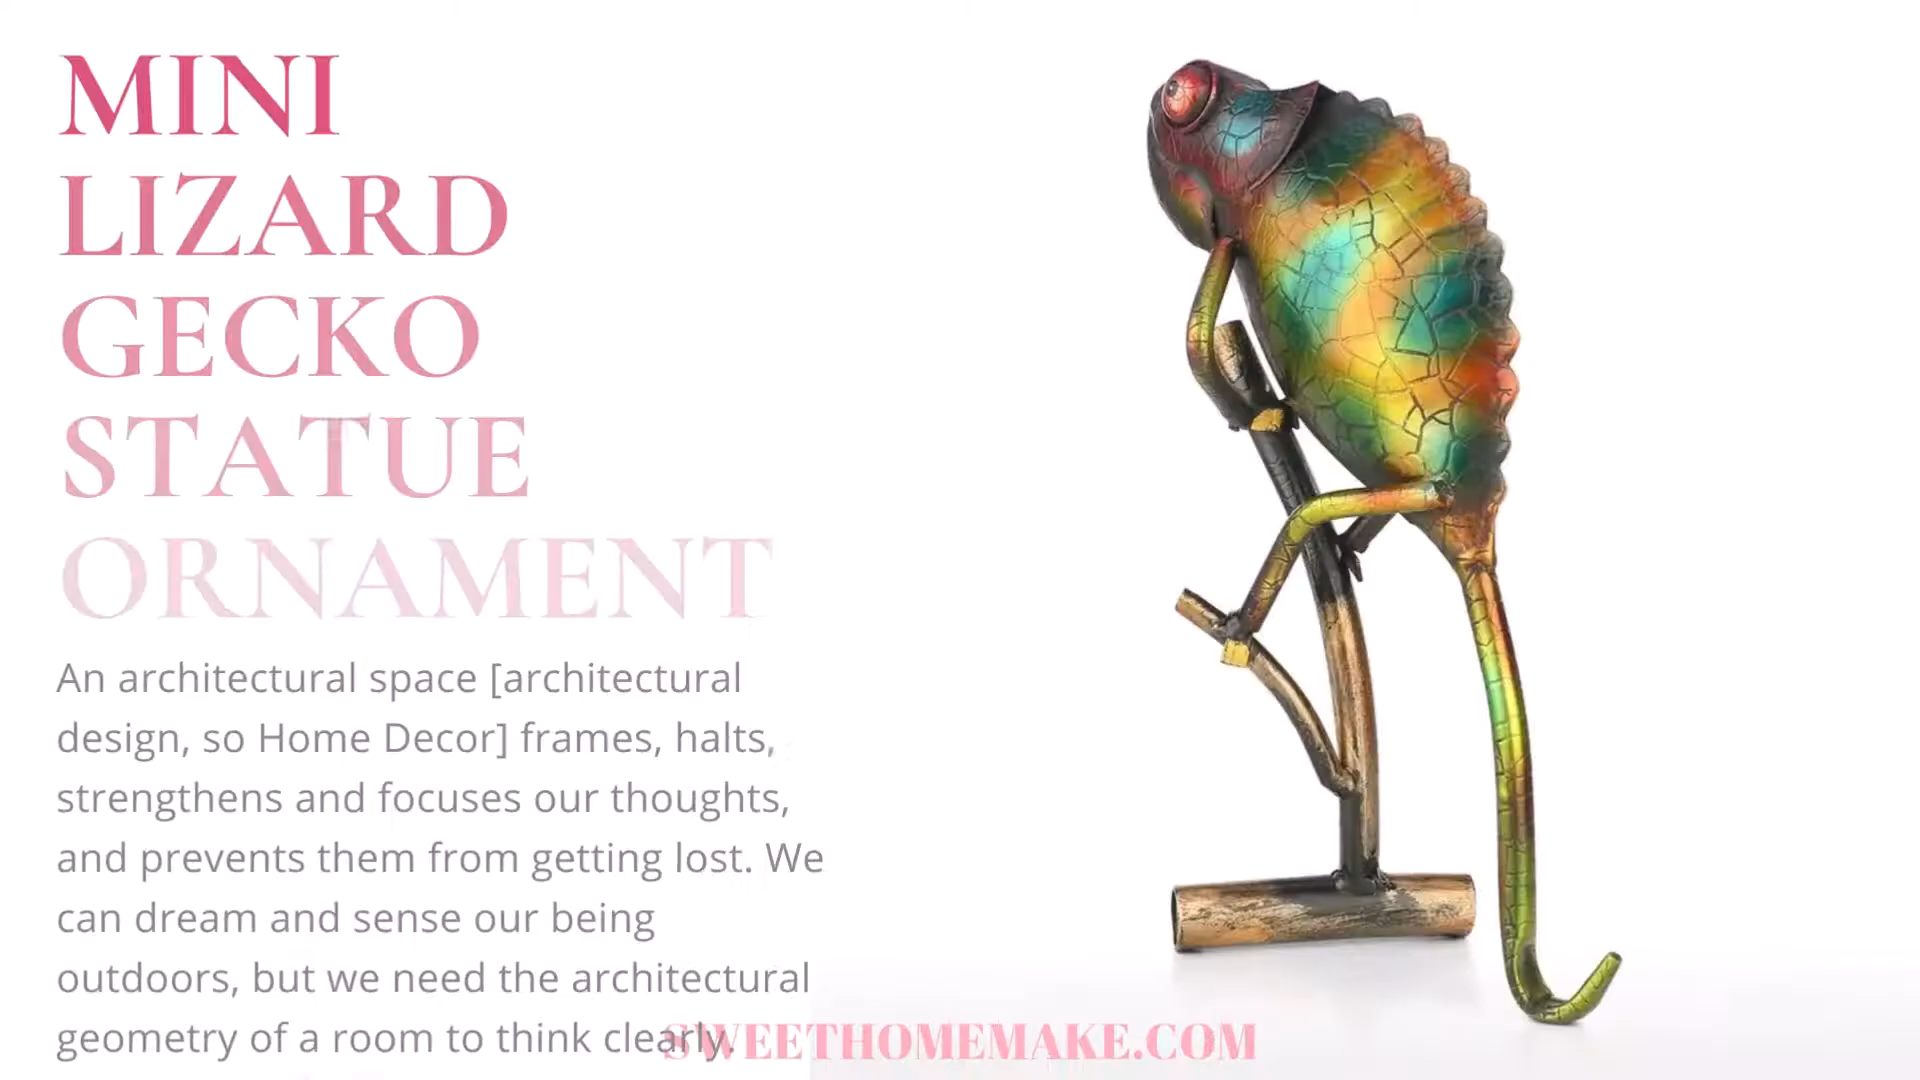 MINI
LIZARD
GECKO
STATUE
ORNAMENT
An architectural space [architectural
design, so Home Decor] frames, halts,
strengthens and focuses our thoughts,
and prevents them from getting lost. We
can dream and sense our being
outdoors, but we need the architectural
geometry of a room to think clearly.
SWEETHOMEMAKE.COM